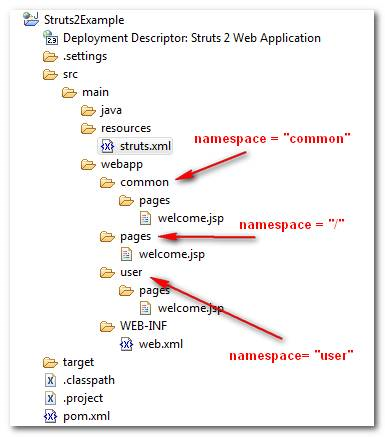 Struts2Example
Deployment Descriptor: Struts 2 Web Application
.settings
src
main
java
resources
namespace = "common"
struts.xml
webapp
common
pages
welcome.jsp
namespace = "/"
pages
welcome.jsp
user
pages
welcome.jsp
WEB-INF
web.xml
namespace= "user"
target
.classpath
.project
pom.xml